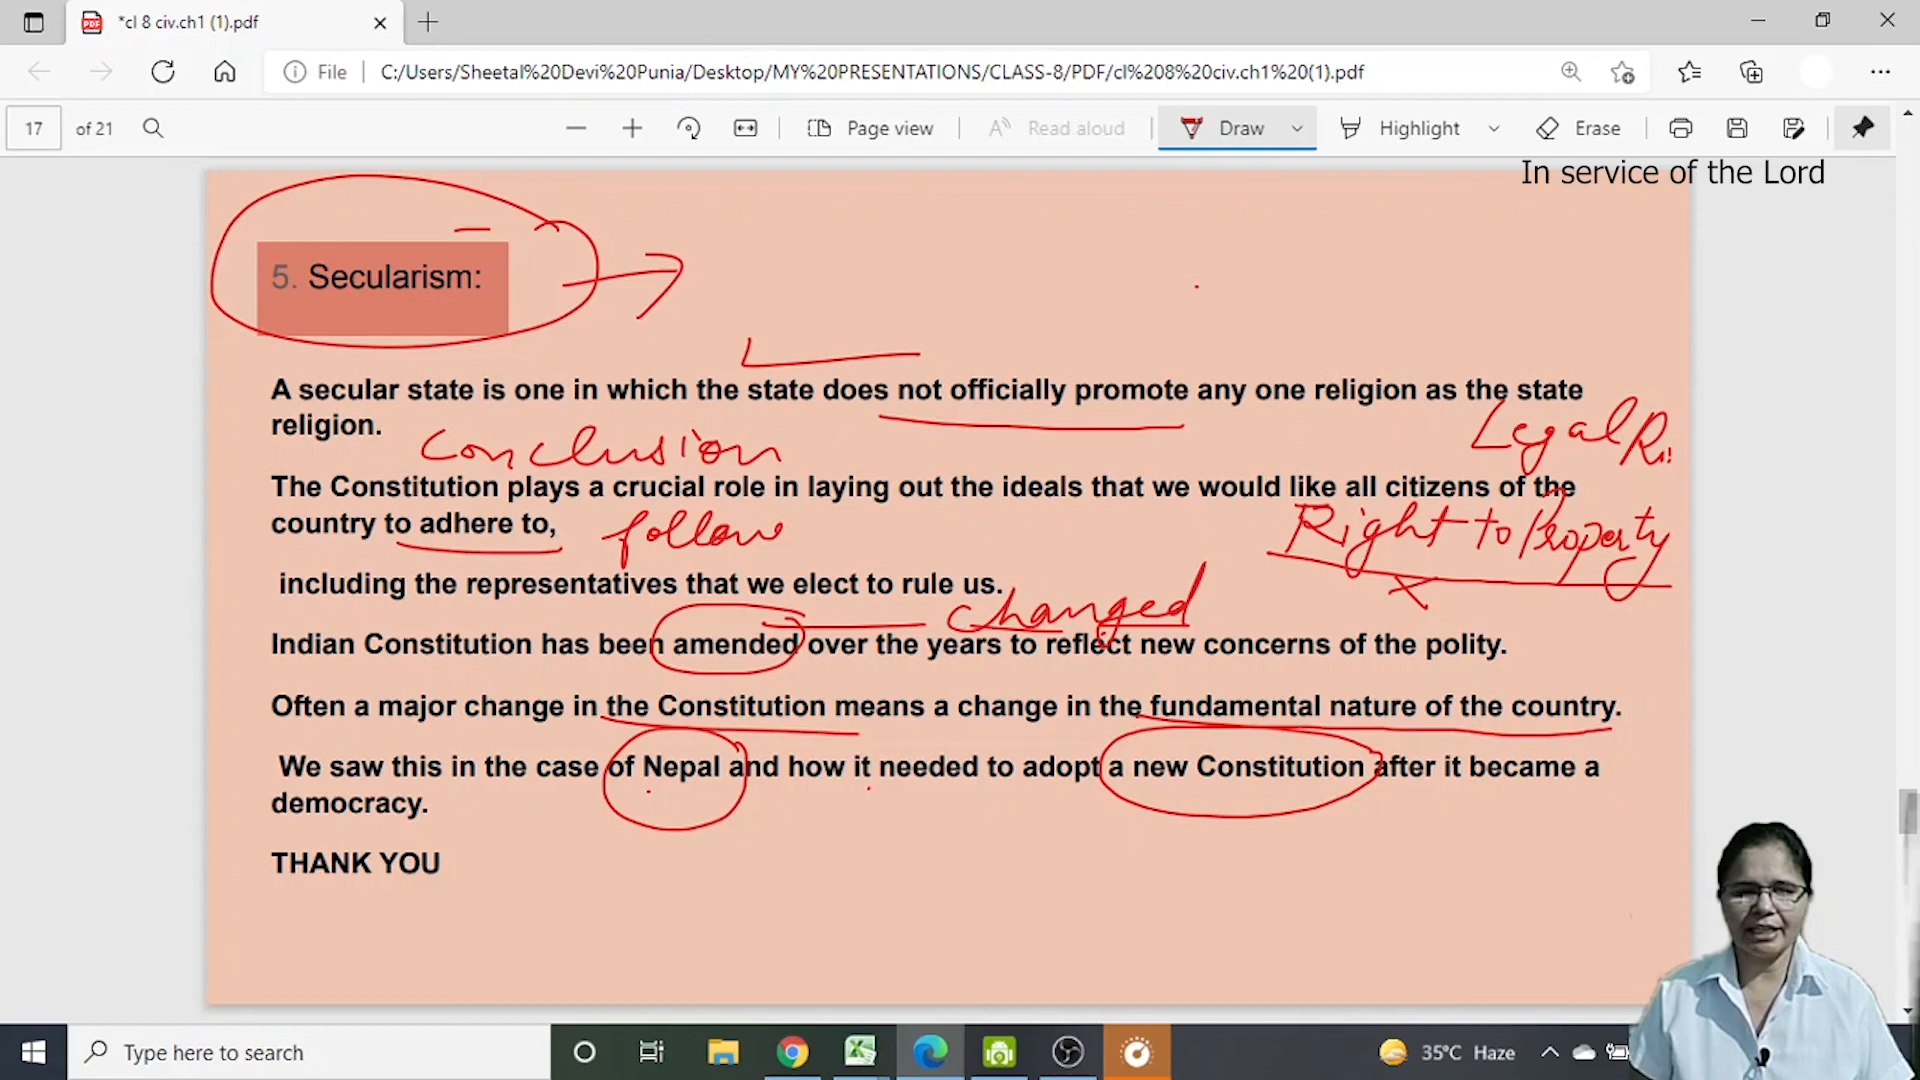 *cl 8 civ.ch1 (1).pdf
File
C:/Users/Sheetal%20Devi%20Punia/Desktop/MY%20PRESENTATIONS/CLASS-8/PDF/cl%208%20civ.ch1%20(1).pdf
17 of 21
Page view
Read aloud
Draw
Highlight
Erase
In service of the Lord
5. Secularism:
A secular state is one in which the state does not officially promote any one religion as the state
religion.
Conclusion
Legal Ri
The Constitution plays a crucial role in laying out the ideals that we would like all citizens of the
country to adhere to,
follow
Right to Property
including the representatives that we elect to rule us.
changed
Indian Constitution has been amended over the years to reflect new concerns of the polity.
Often a major change in the Constitution means a change in the fundamental nature of the country.
We saw this in the case of Nepal and how it needed to adopt a new Constitution after it became a
democracy.
THANK YOU
Type here to search
35°C Haze